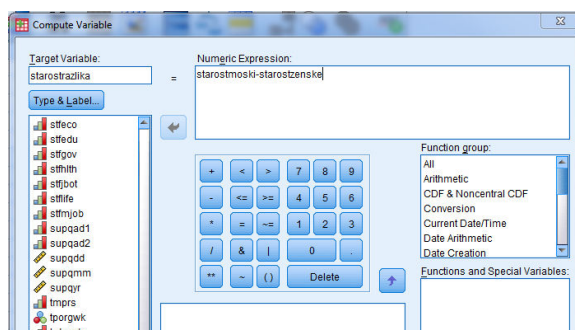 Compute Variable
Target Variable:
starostrazlika
=
Numeric Expression:
starostmoski-starostzenske
Type & Label...
stfeco
stfedu
stfgov
stfhlth
stfjbot
stflife
stfmjob
supqad1
supqad2
supqdd
supqmm
supqyr
tmprs
tporgwk
+ < > 7 8 9
- <= >= 4 5 6
* = ~= 1 2 3
/ & | 0 .
** ~ ( ) Delete
Function group:
All
Arithmetic
CDF & Noncentral CDF
Conversion
Current Date/Time
Date Arithmetic
Date Creation
Functions and Special Variables: